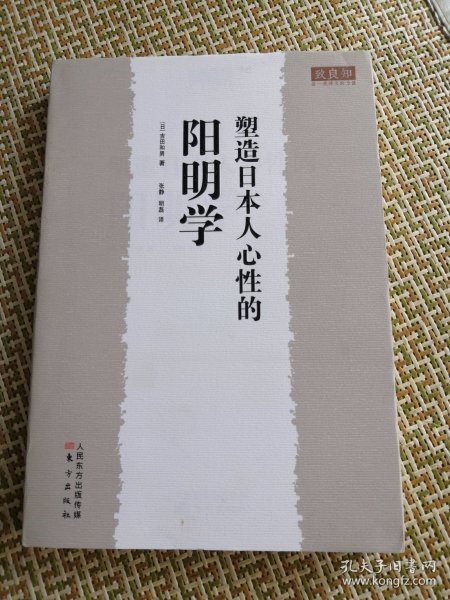 致良知
塑造日本人心性的
阳明学
〔日〕吉田和男 著
张静 明磊 译
人民东方出版传媒
东方出版社
孔夫子旧书网
www.kongfz.com